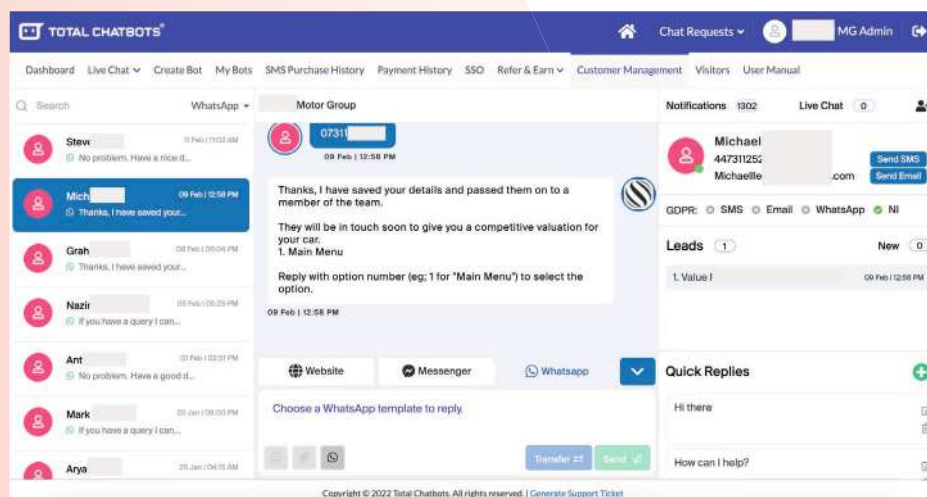 TOTAL CHATBOTS®
Chat Requests
MG Admin
Dashboard Live Chat Create Bot My Bots SMS Purchase History Payment History SSO Refer & Earn Customer Management Visitors User Manual
Search WhatsApp
Steve 11 Feb | 11:02 AM
No problem. Have a nice d...
Mich 09 Feb | 12:58 PM
Thanks, I have saved your...
Grah
Thanks, I have saved your...
Nazir
If you have a query I can...
Ant
No problem. Have a good d...
Mark
If you have a query I can...
Arya
Motor Group
07311
09 Feb | 12:58 PM
Thanks, I have saved your details and passed them on to a
member of the team.
They will be in touch soon to give you a competitive valuation for
your car.
1. Main Menu
Reply with option number (eg; 1 for "Main Menu") to select the
option.
09 Feb | 12:58 PM
Website Messenger Whatsapp
Choose a WhatsApp template to reply.
Transfer Send
Notifications 1302 Live Chat 0
Michael
447311252
Michaelle .com
Send SMS
Send Email
GDPR: SMS Email WhatsApp NI
Leads 1 New 0
1. Value 09 Feb | 12:56 PM
Quick Replies
Hi there
How can I help?
Copyright © 2022 Total Chatbots. All rights reserved. | Generate Support Ticket